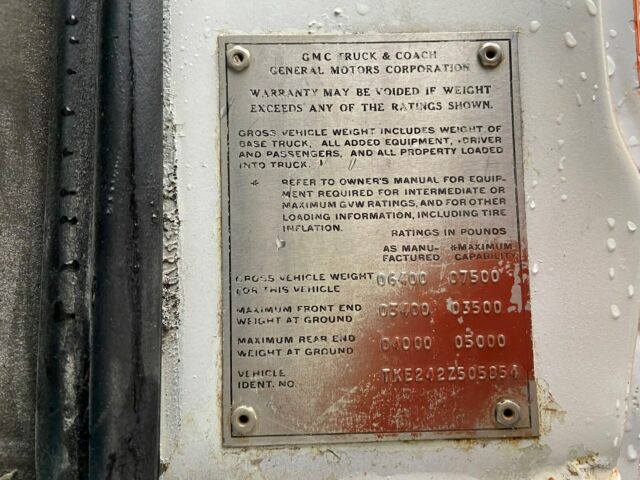 GMC TRUCK & COACH
GENERAL MOTORS CORPORATION
WARRANTY MAY BE VOIDED IF WEIGHT
EXCEEDS ANY OF THE RATINGS SHOWN.
GROSS VEHICLE WEIGHT INCLUDES WEIGHT OF
BASE TRUCK, ALL ADDED EQUIPMENT, DRIVER
AND PASSENGERS, AND ALL PROPERTY LOADED
INTO TRUCK.
* REFER TO OWNER'S MANUAL FOR EQUIP-
MENT REQUIRED FOR INTERMEDIATE OR
MAXIMUM GVW RATINGS, AND FOR OTHER
LOADING INFORMATION, INCLUDING TIRE
INFLATION.
RATINGS IN POUNDS
AS MANU- *MAXIMUM
FACTURED CAPABILITY
GROSS VEHICLE WEIGHT 06400 07500
FOR THIS VEHICLE
MAXIMUM FRONT END 03400 03500
WEIGHT AT GROUND
MAXIMUM REAR END 04000 05000
WEIGHT AT GROUND
VEHICLE TKE242Z505854
IDENT. NO.